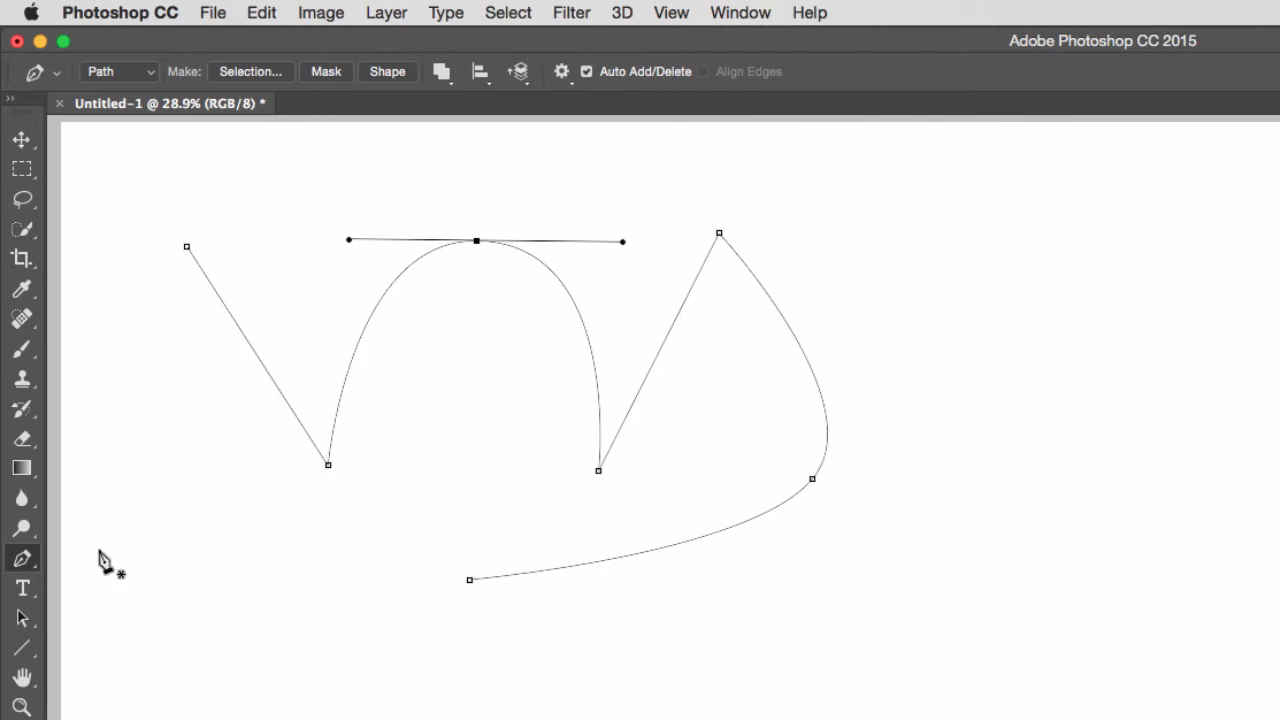 Photoshop CC File Edit Image Layer Type Select Filter 3D View Window Help
Adobe Photoshop CC 2015
Path Make: Selection... Mask Shape Auto Add/Delete Align Edges
Untitled-1 @ 28.9% (RGB/8) *